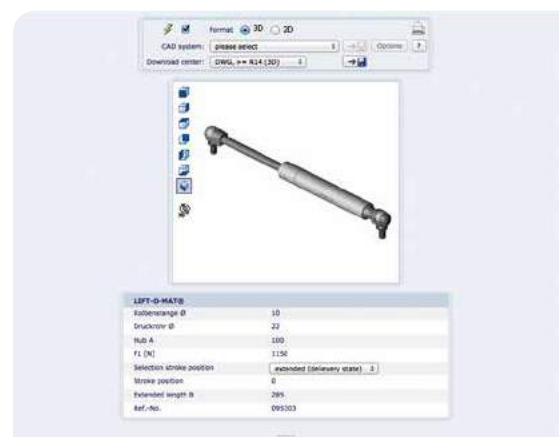 format 3D 2D
CAD system: please select Options ?
Download center: DWG, >= R14 (3D)
LIFT-O-MAT®
Kolbenstange Ø 10
Druckrohr Ø 22
Hub A 100
F1 [N] 1150
Selection stroke position extended (delievery state)
Stroke position 0
Extended length B 285
Ref.-No. 095303